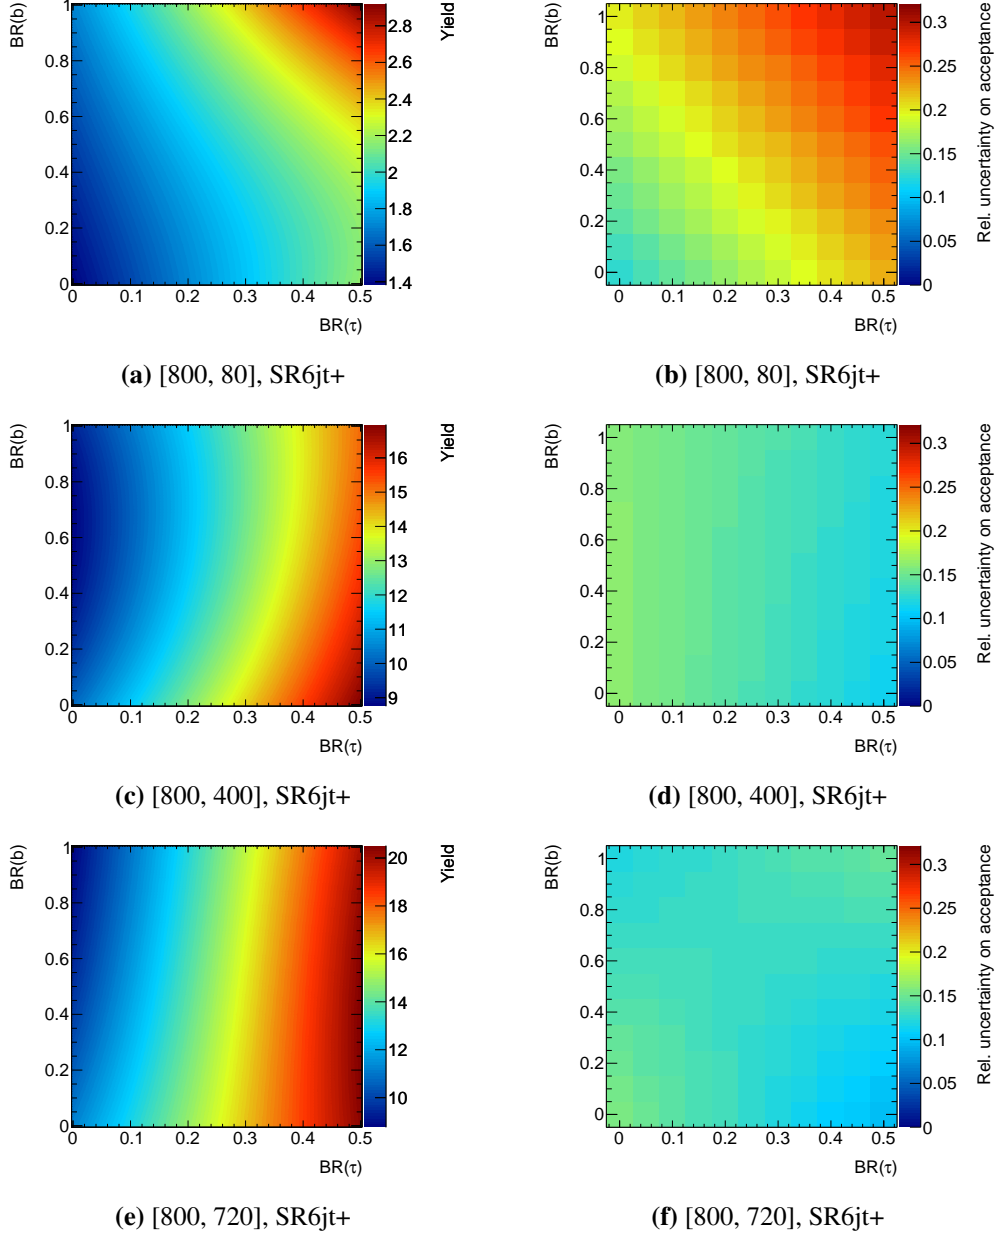 BR(b)
1
0.8
0.6
0.4
0.2
0
0 0.1 0.2 0.3 0.4 0.5
BR(τ)
2.8
2.6
2.4
2.2
2
1.8
1.6
1.4
Yield
(a) [800, 80], SR6jt+
BR(b)
1
0.8
0.6
0.4
0.2
0
0 0.1 0.2 0.3 0.4 0.5
BR(τ)
0.3
0.25
0.2
0.15
0.1
0.05
0
Rel. uncertainty on acceptance
(b) [800, 80], SR6jt+
BR(b)
1
0.8
0.6
0.4
0.2
0
0 0.1 0.2 0.3 0.4 0.5
BR(τ)
16
15
14
13
12
11
10
9
Yield
(c) [800, 400], SR6jt+
BR(b)
1
0.8
0.6
0.4
0.2
0
0 0.1 0.2 0.3 0.4 0.5
BR(τ)
0.3
0.25
0.2
0.15
0.1
0.05
0
Rel. uncertainty on acceptance
(d) [800, 400], SR6jt+
BR(b)
1
0.8
0.6
0.4
0.2
0
0 0.1 0.2 0.3 0.4 0.5
BR(τ)
20
18
16
14
12
10
Yield
(e) [800, 720], SR6jt+
BR(b)
1
0.8
0.6
0.4
0.2
0
0 0.1 0.2 0.3 0.4 0.5
BR(τ)
0.3
0.25
0.2
0.15
0.1
0.05
0
Rel. uncertainty on acceptance
(f) [800, 720], SR6jt+